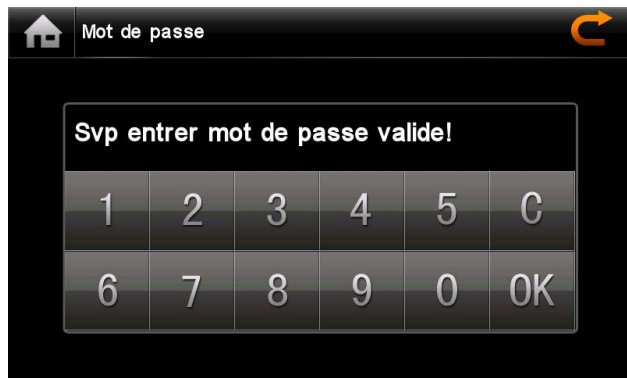 Mot de passe
Svp entrer mot de passe valide!
1 2 3 4 5 C
6 7 8 9 0 OK